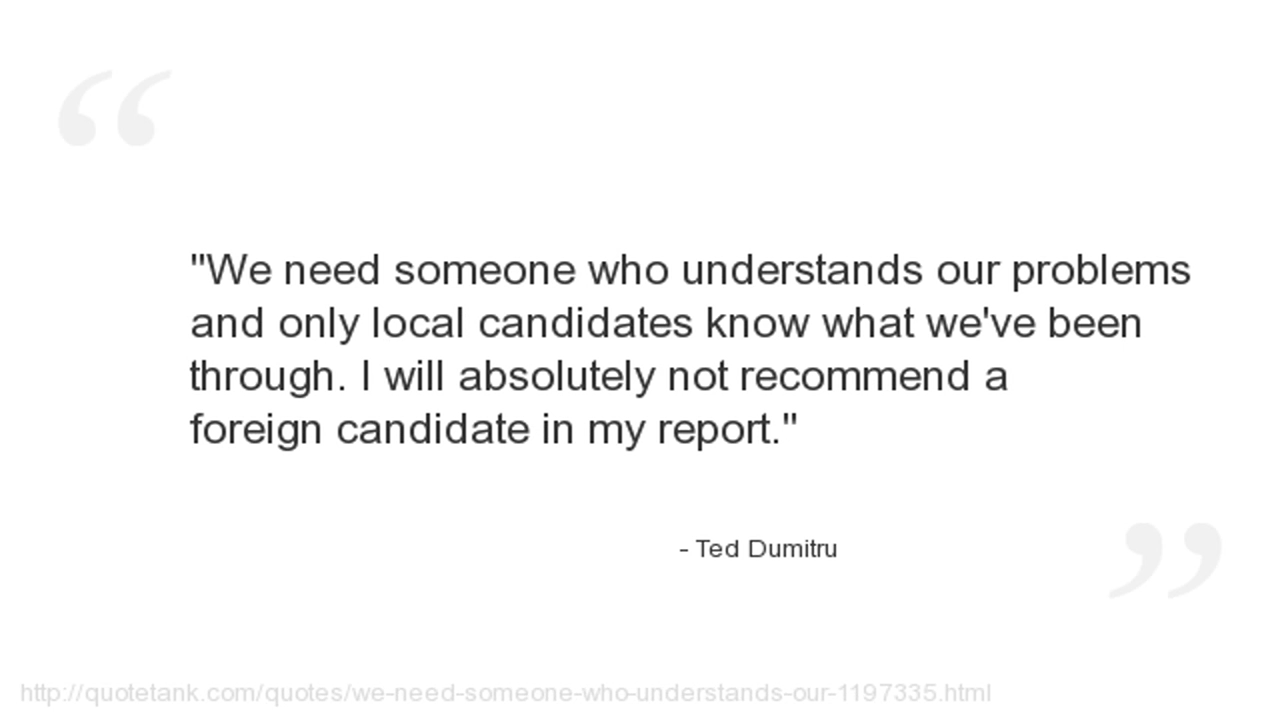 "We need someone who understands our problems
and only local candidates know what we've been
through. I will absolutely not recommend a
foreign candidate in my report."
- Ted Dumitru
http://quotetank.com/quotes/we-need-someone-who-understands-our-1197335.html